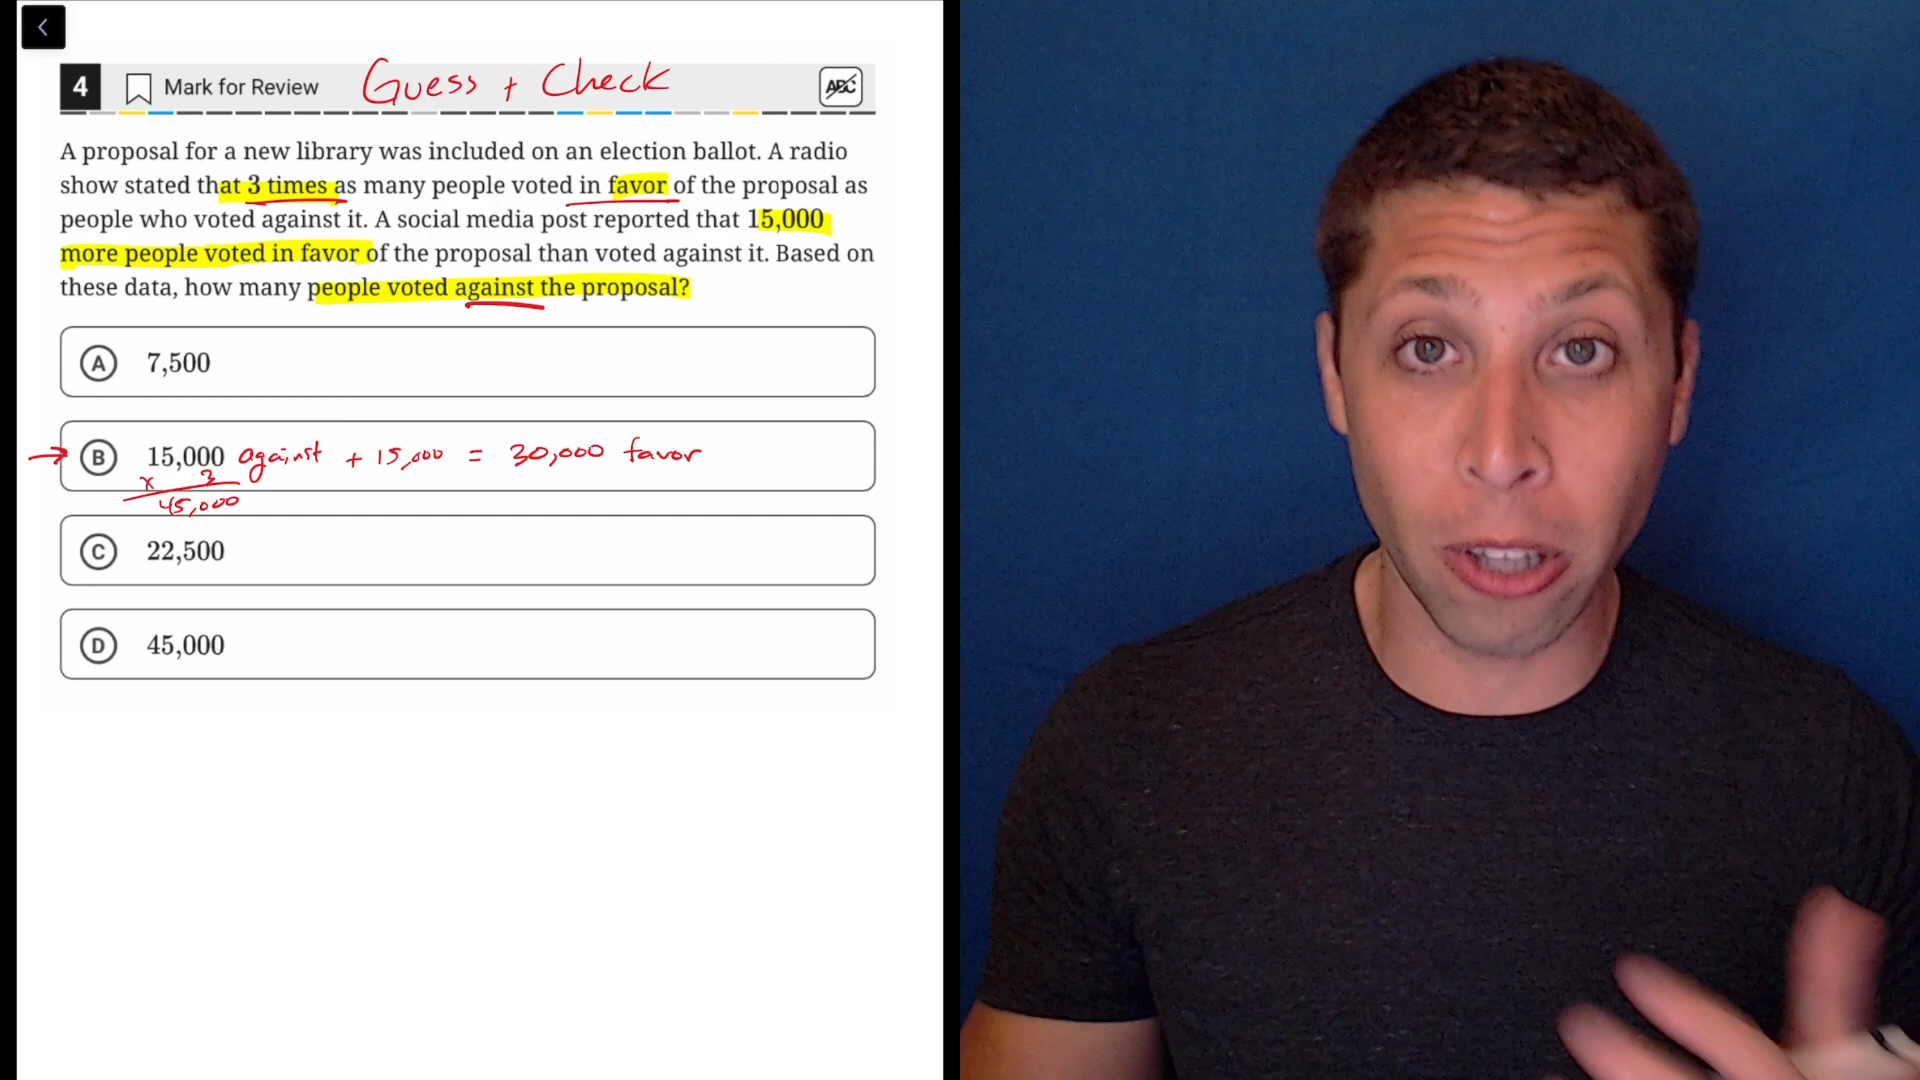 4 Mark for Review Guess + Check ABC
A proposal for a new library was included on an election ballot. A radio
show stated that 3 times as many people voted in favor of the proposal as
people who voted against it. A social media post reported that 15,000
more people voted in favor of the proposal than voted against it. Based on
these data, how many people voted against the proposal?
A 7,500
B 15,000 against + 15,000 = 30,000 favor
x 3
45,000
C 22,500
D 45,000